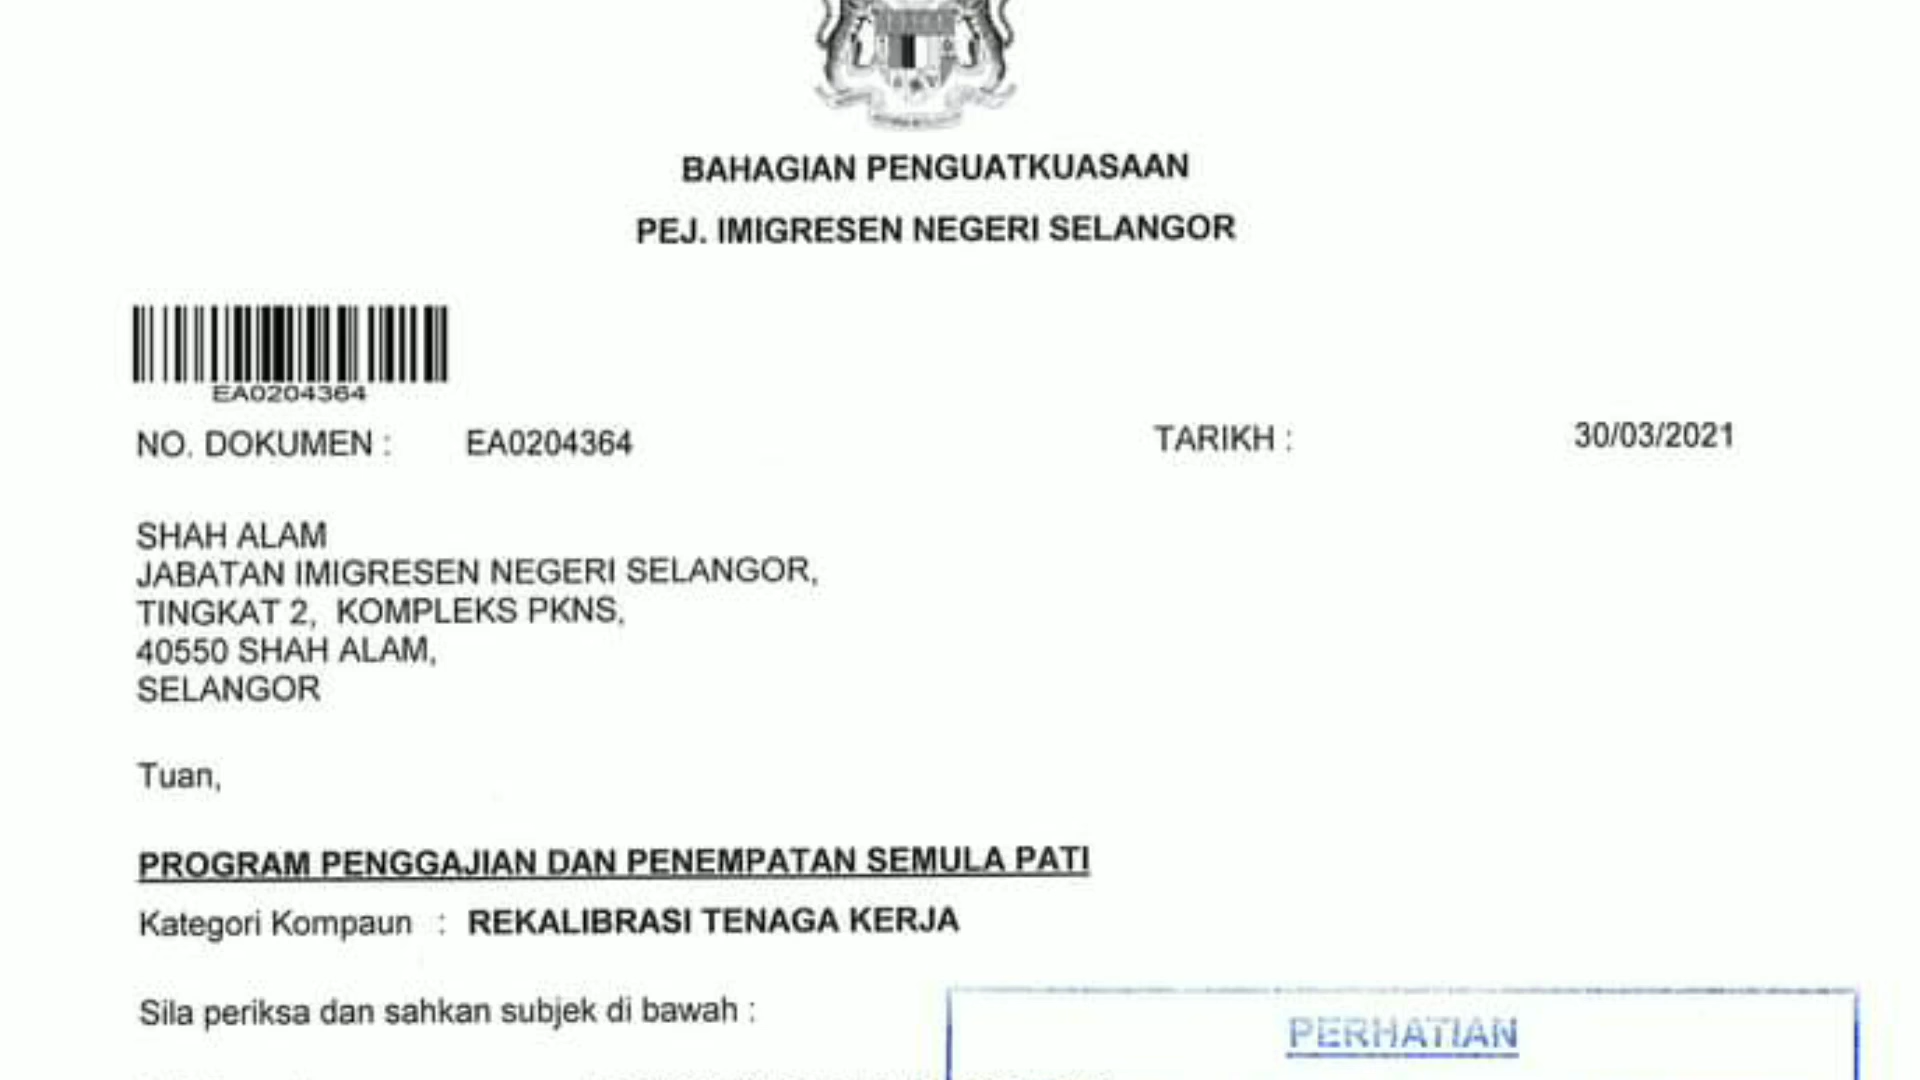 BAHAGIAN PENGUATKUASAAN
PEJ. IMIGRESEN NEGERI SELANGOR
EA0204364
NO. DOKUMEN : EA0204364 TARIKH : 30/03/2021
SHAH ALAM
JABATAN IMIGRESEN NEGERI SELANGOR,
TINGKAT 2, KOMPLEKS PKNS,
40550 SHAH ALAM,
SELANGOR
Tuan,
PROGRAM PENGGAJIAN DAN PENEMPATAN SEMULA PATI
Kategori Kompaun : REKALIBRASI TENAGA KERJA
Sila periksa dan sahkan subjek di bawah :
PERHATIAN